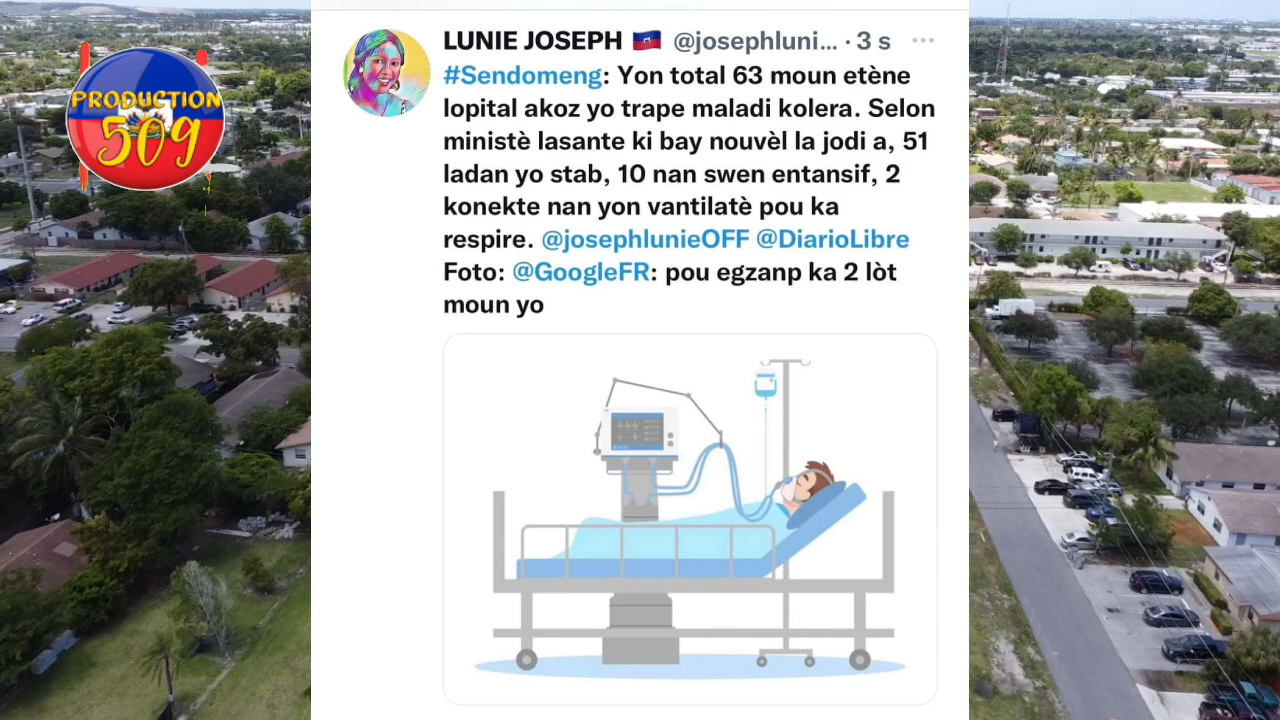 PRODUCTION
509
LUNIE JOSEPH 🇭🇹 @josephluni... · 3 s
#Sendomeng: Yon total 63 moun etène
lopital akoz yo trape maladi kolera. Selon
ministè lasante ki bay nouvèl la jodi a, 51
ladan yo stab, 10 nan swen entansif, 2
konekte nan yon vantilatè pou ka
respire. @josephlunieOFF @DiarioLibre
Foto: @GoogleFR: pou egzanp ka 2 lòt
moun yo